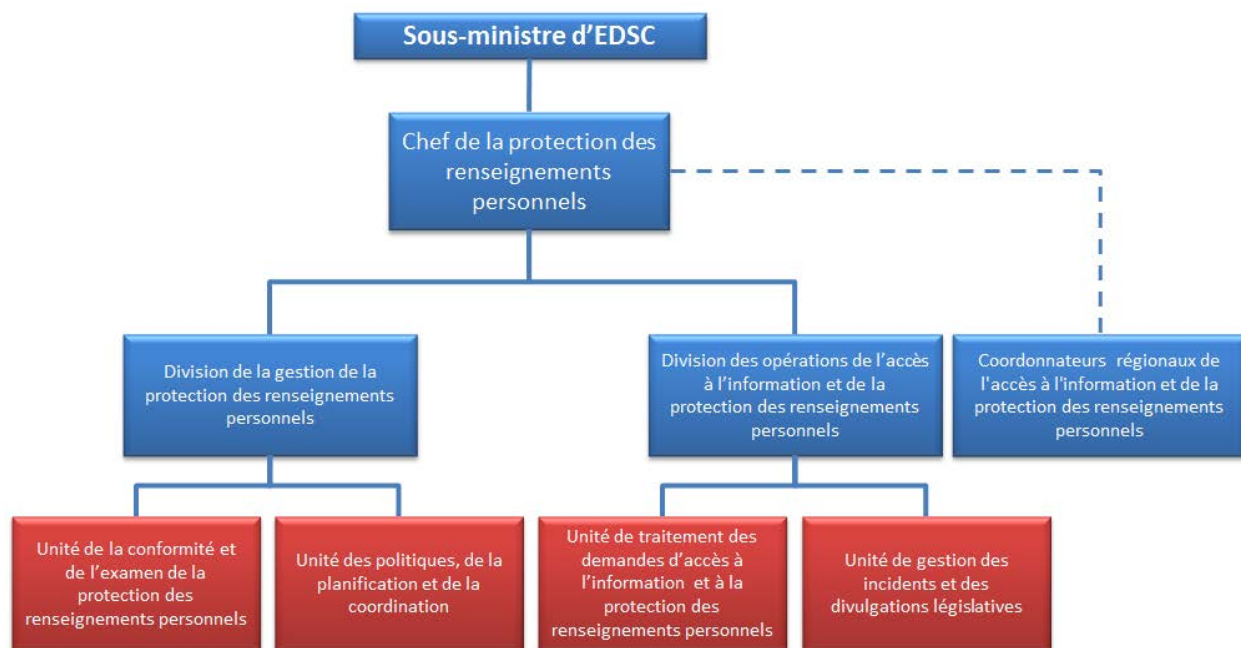 Sous-ministre d’EDSC
Chef de la protection des
renseignements
personnels
Division de la gestion de la
protection des renseignements
personnels
Division des opérations de l’accès
à l’information et de la
protection des renseignements
personnels
Coordonnateurs régionaux de
l'accès à l'information et de la
protection des renseignements
personnels
Unité de la conformité et
de l’examen de la
protection des
renseignements personnels
Unité des politiques, de la
planification et de la
coordination
Unité de traitement des
demandes d’accès à
l’information et à la
protection des
renseignements personnels
Unité de gestion des
incidents et des
divulgations législatives